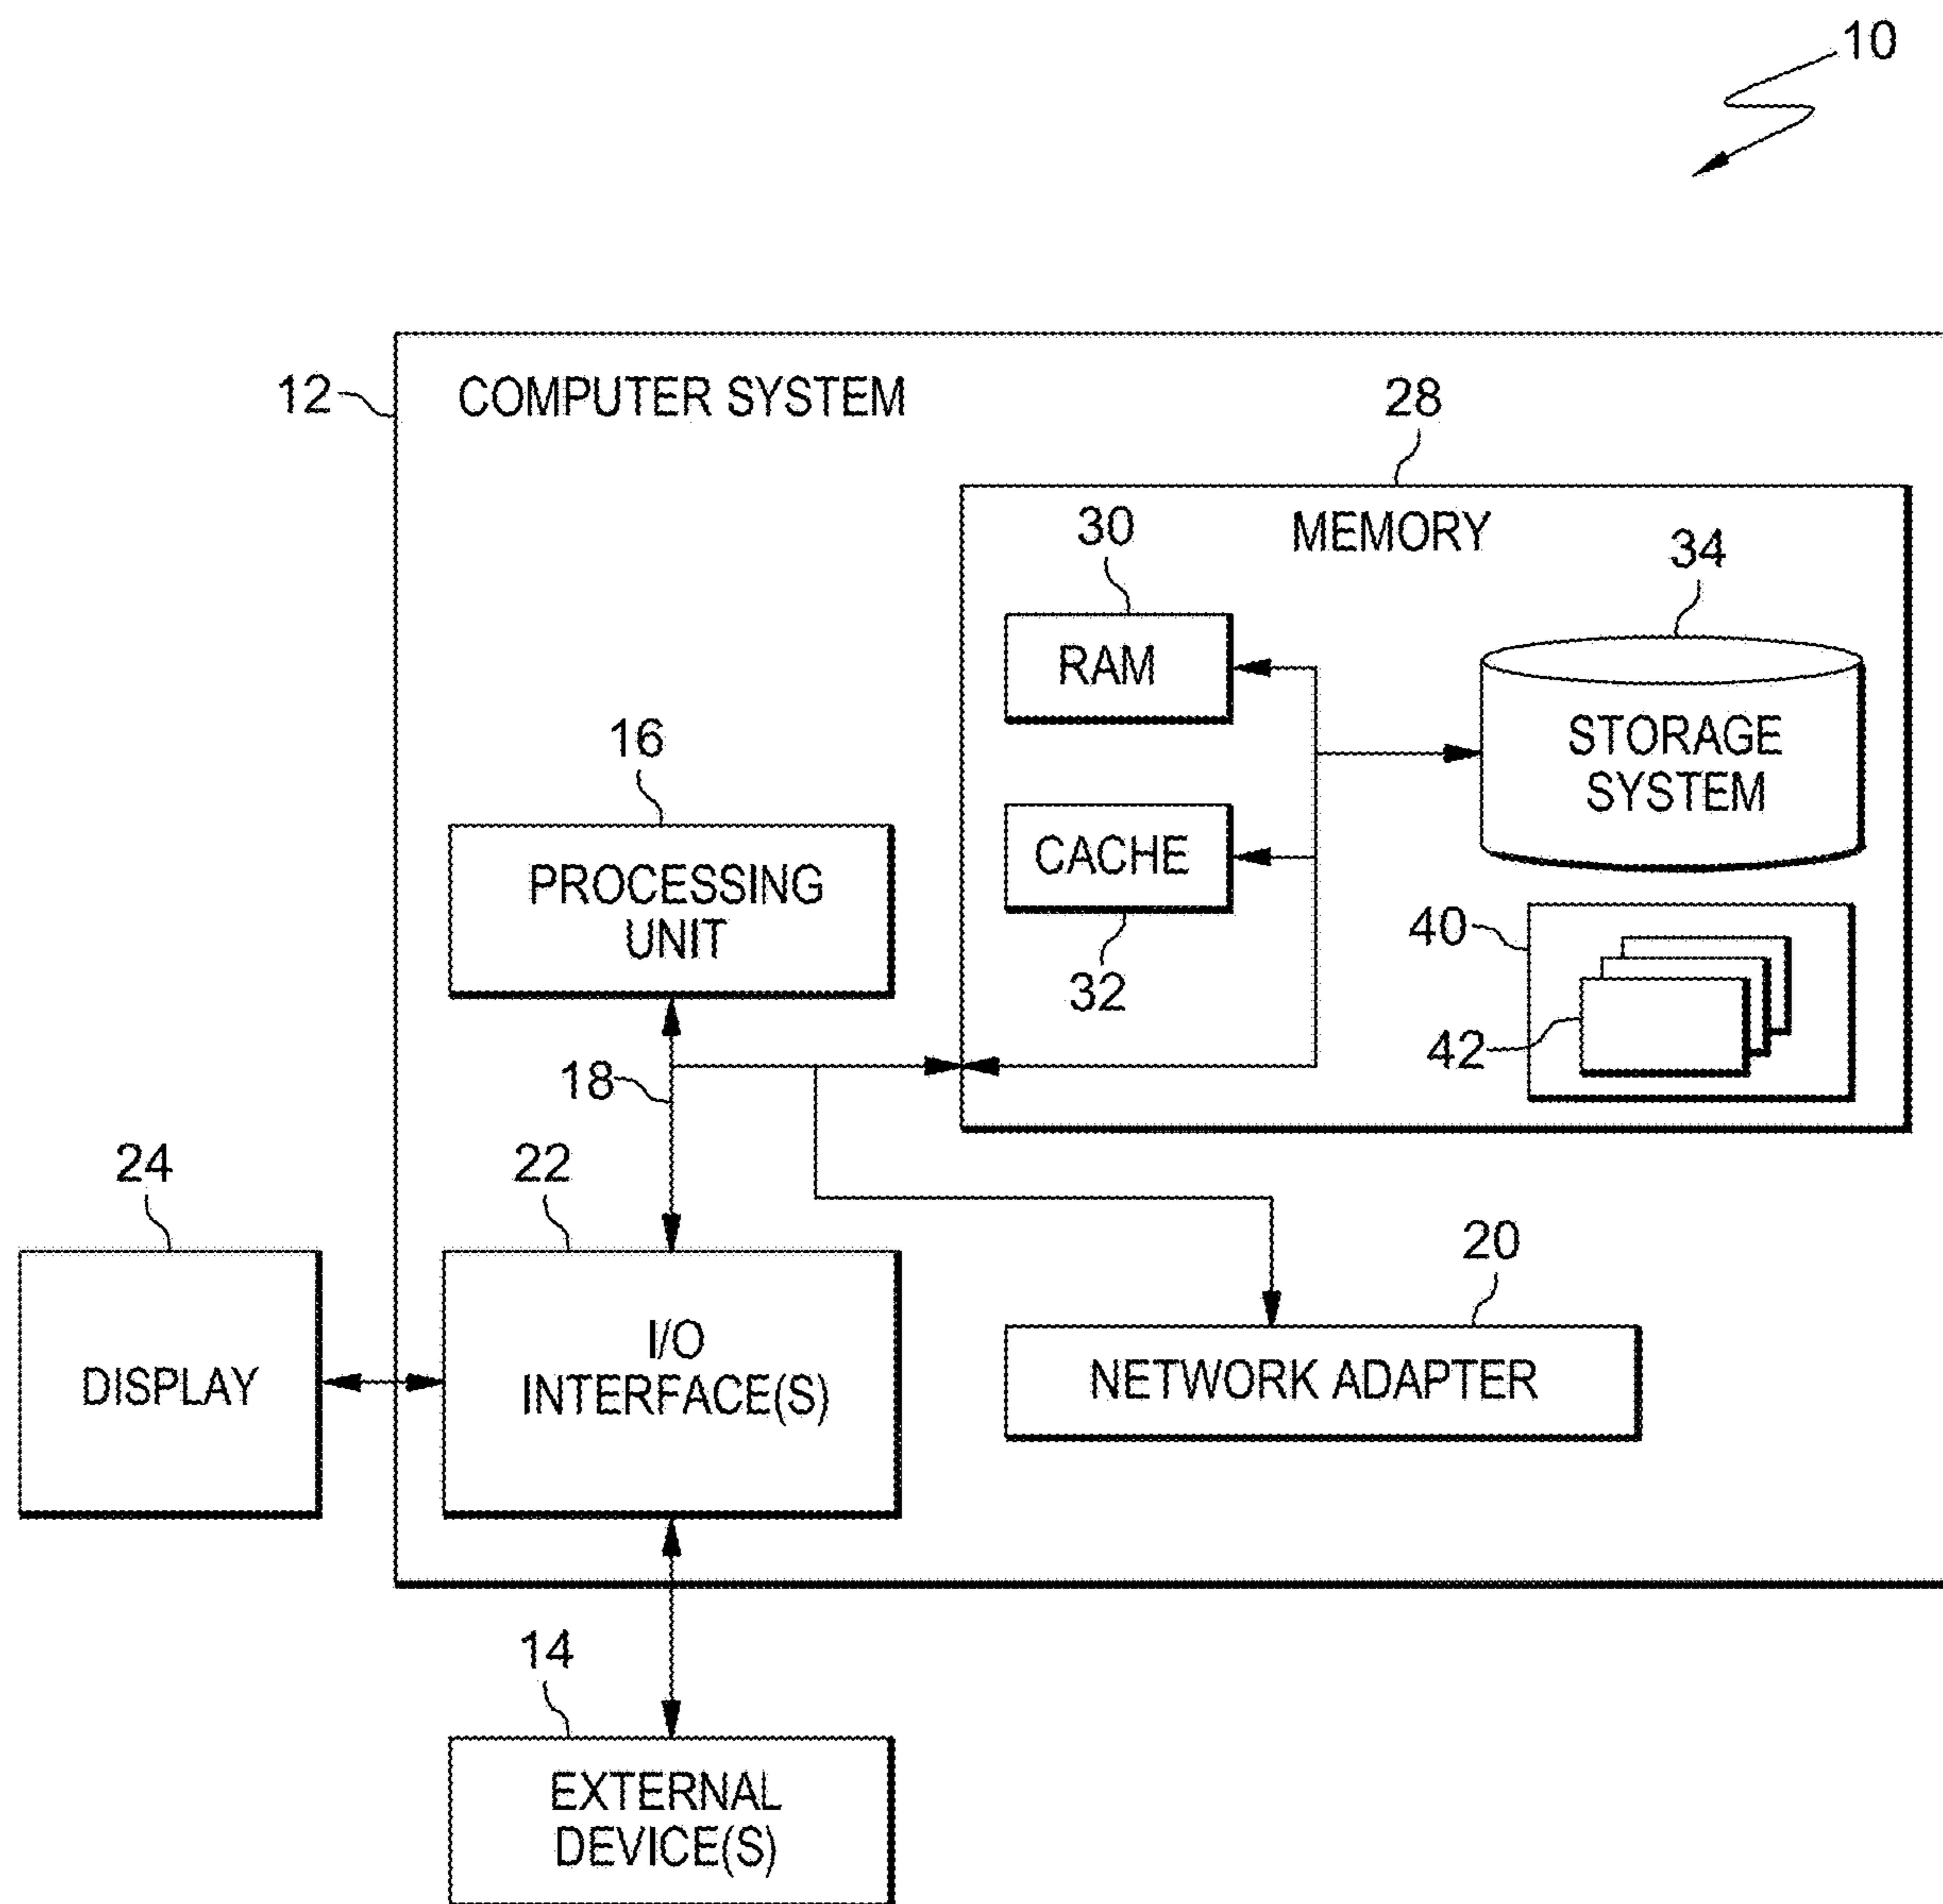 10
12
COMPUTER SYSTEM
28
MEMORY
30
34
RAM
STORAGE
SYSTEM
16
PROCESSING
UNIT
CACHE
32
40
42
18
24
22
20
DISPLAY
I/O
INTERFACE(S)
NETWORK ADAPTER
14
EXTERNAL
DEVICE(S)